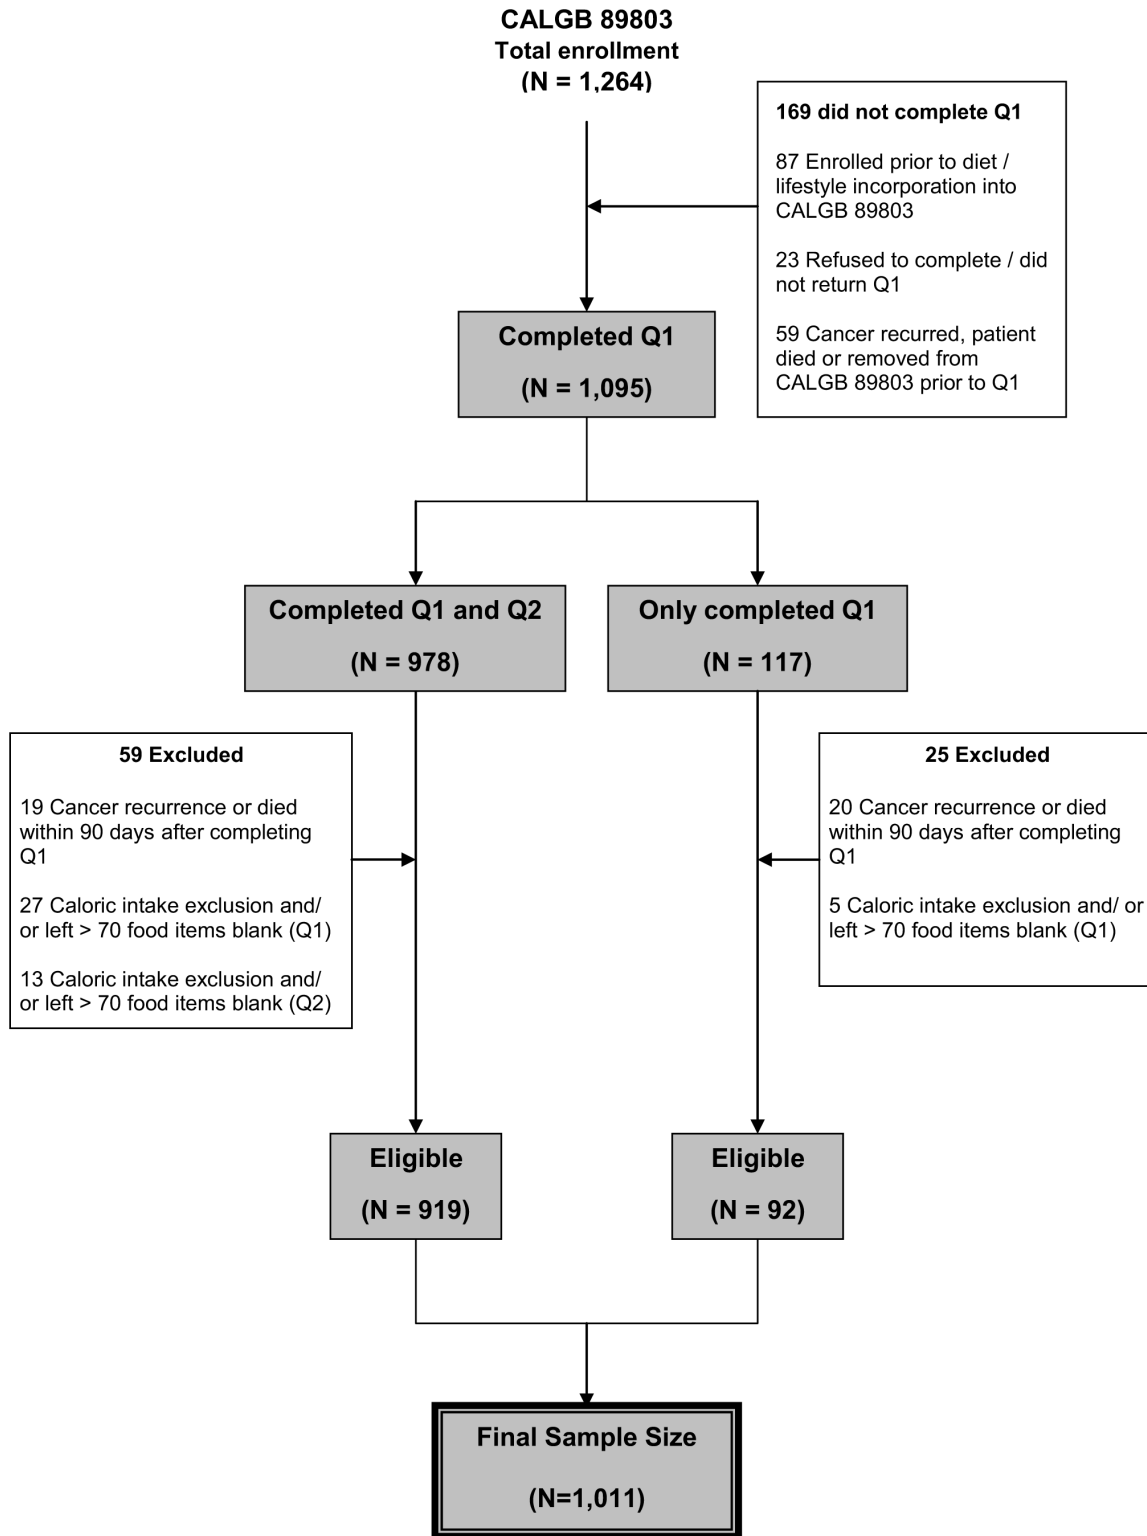 CALGB 89803
Total enrollment
(N = 1,264)
169 did not complete Q1
87 Enrolled prior to diet /
lifestyle incorporation into
CALGB 89803
23 Refused to complete / did
not return Q1
59 Cancer recurred, patient
died or removed from
CALGB 89803 prior to Q1
Completed Q1
(N = 1,095)
Completed Q1 and Q2
(N = 978)
Only completed Q1
(N = 117)
59 Excluded
19 Cancer recurrence or died
within 90 days after completing
Q1
27 Caloric intake exclusion and/
or left > 70 food items blank (Q1)
13 Caloric intake exclusion and/
or left > 70 food items blank (Q2)
25 Excluded
20 Cancer recurrence or died
within 90 days after completing
Q1
5 Caloric intake exclusion and/ or
left > 70 food items blank (Q1)
Eligible
(N = 919)
Eligible
(N = 92)
Final Sample Size
(N=1,011)